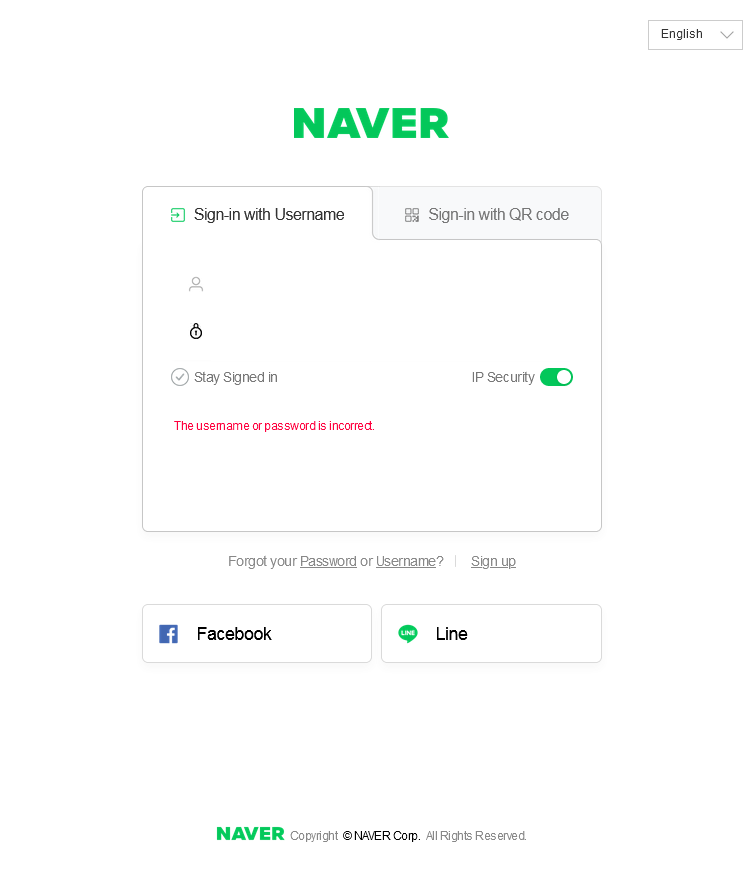 English
NAVER
Sign-in with Username
Sign-in with QR code
Stay Signed in
IP Security
The username or password is incorrect.
Forgot your Password or Username?
Sign up
Facebook
LINE
Line
NAVER Copyright © NAVER Corp. All Rights Reserved.